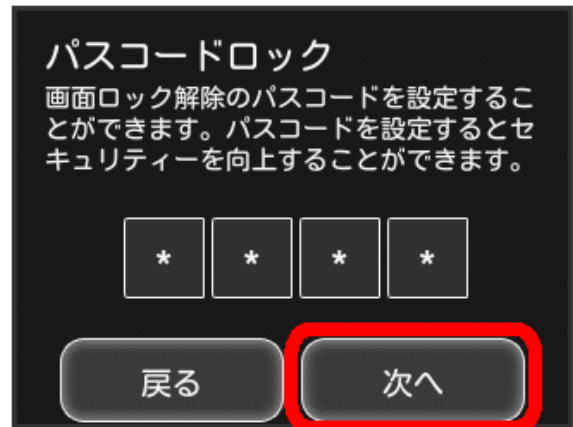 パスコードロック
画面ロック解除のパスコードを設定するこ
とができます。パスコードを設定するとセ
キュリティーを向上することができます。
* * * *
戻る 次へ